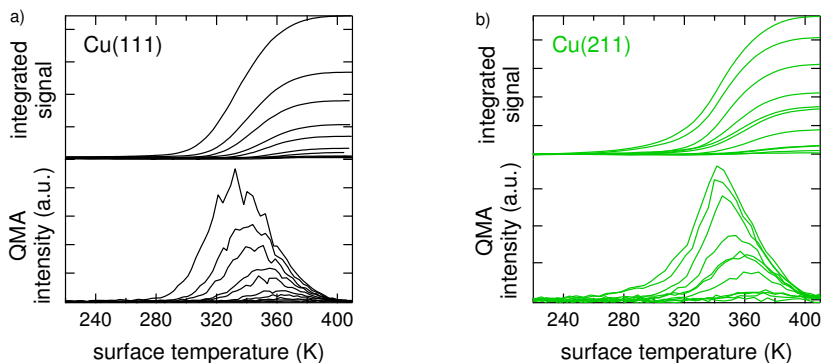 a)
Cu(111)
integrated
signal
QMA
intensity (a.u.)
240 280 320 360 400
surface temperature (K)
b)
Cu(211)
integrated
signal
QMA
intensity (a.u.)
240 280 320 360 400
surface temperature (K)